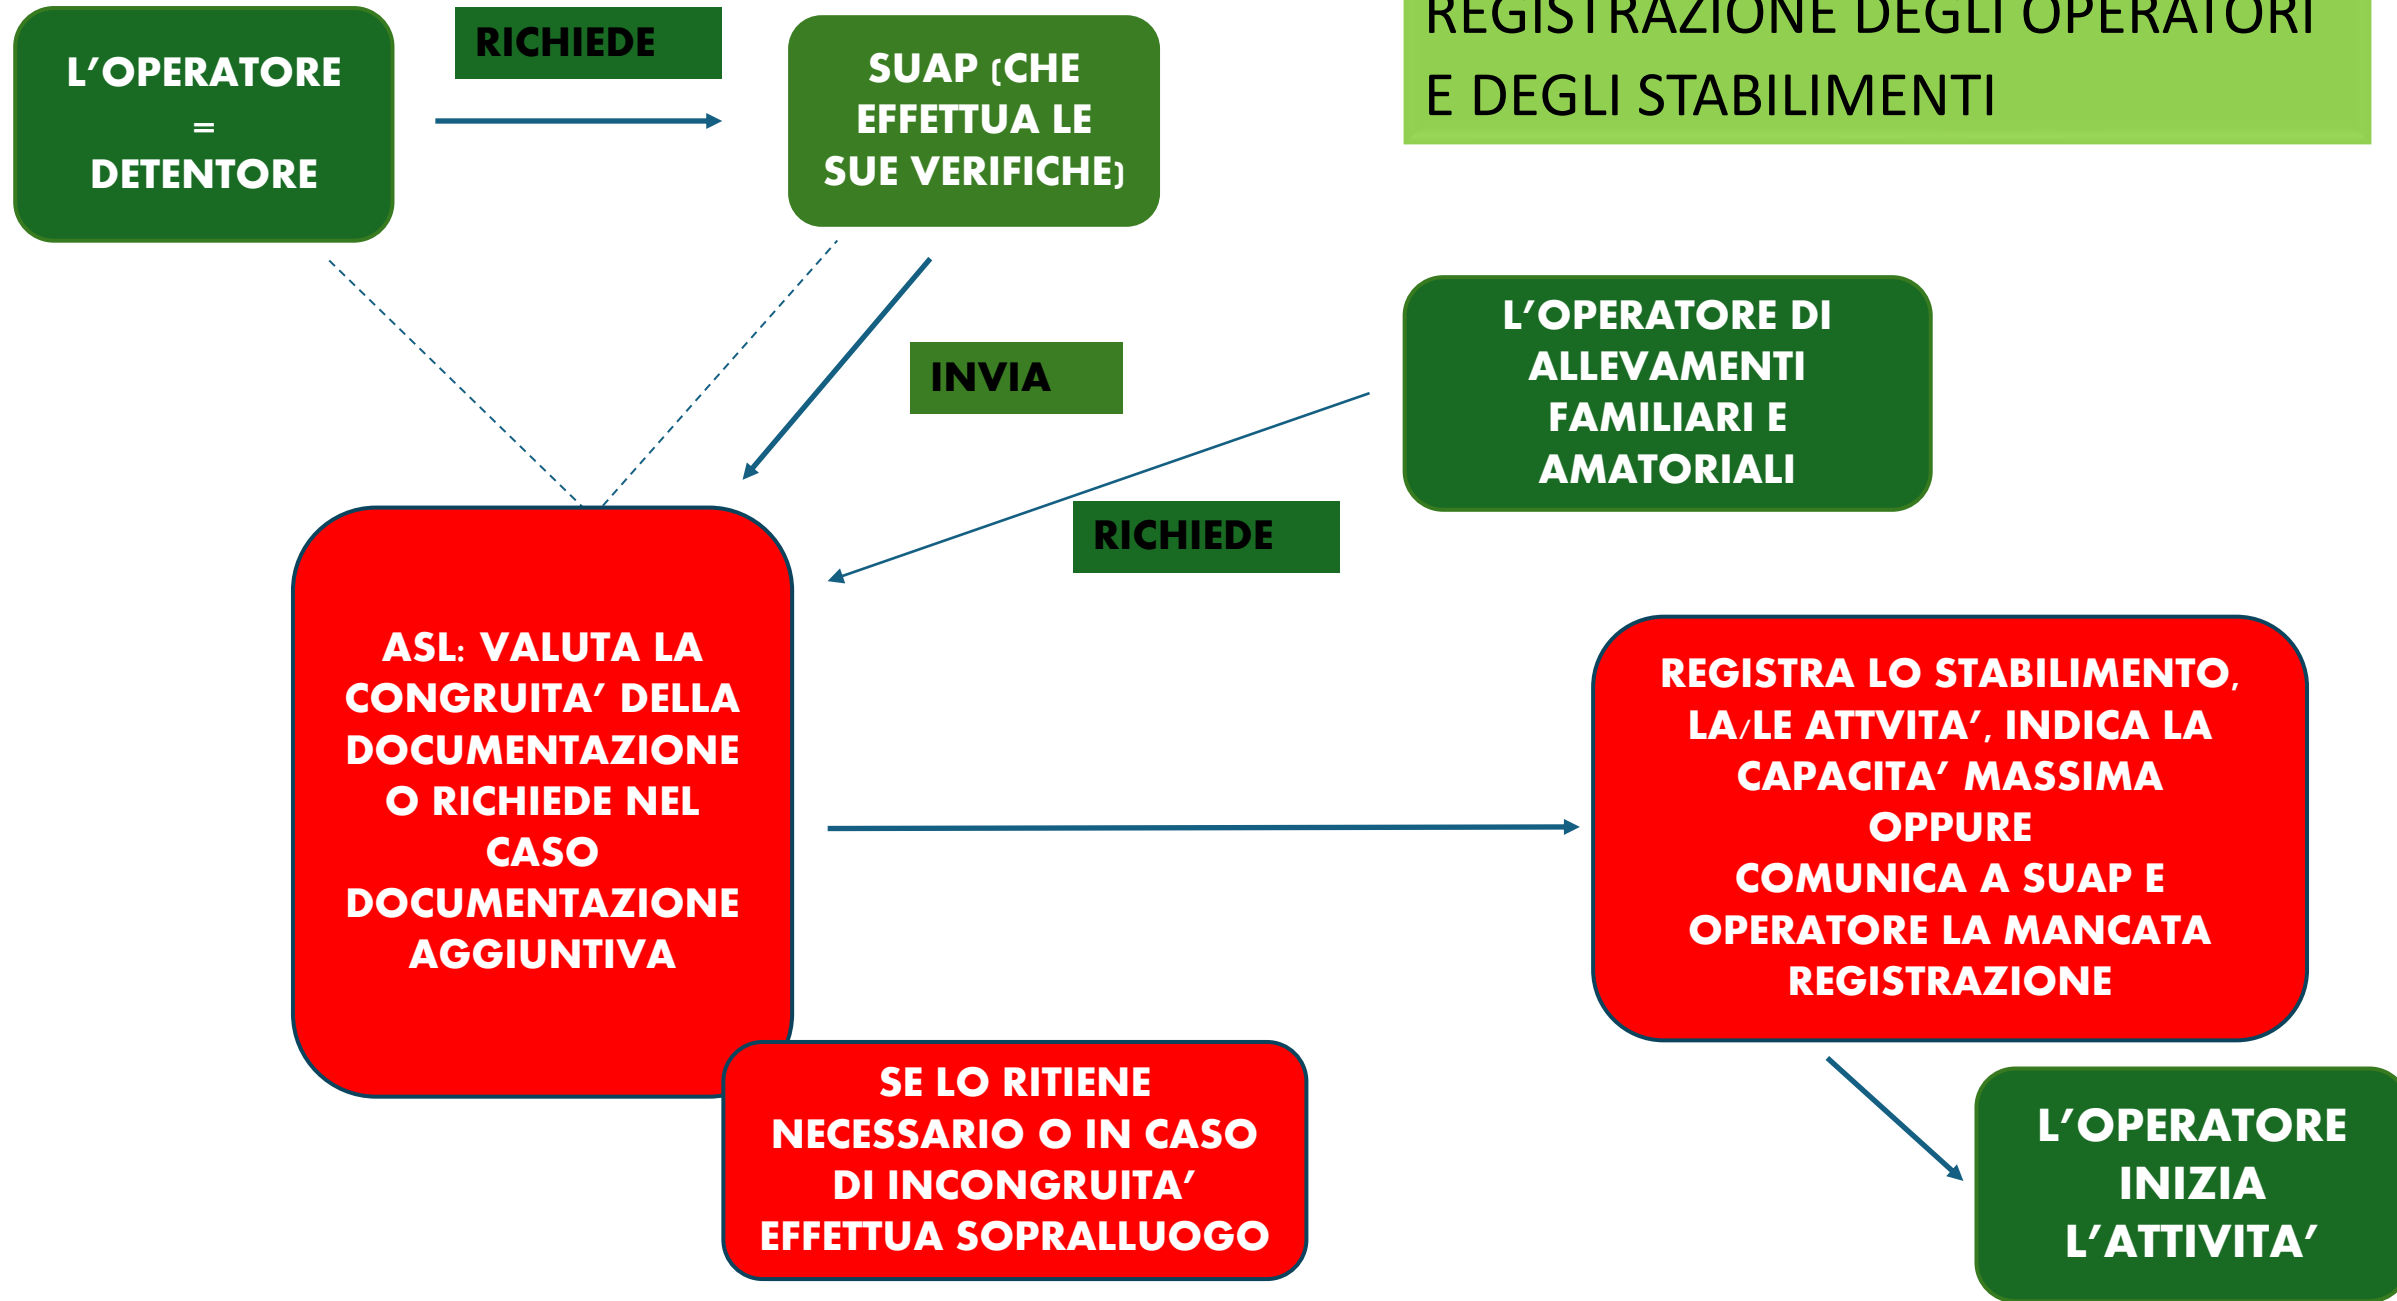 REGISTRAZIONE DEGLI OPERATORI
E DEGLI STABILIMENTI
L’OPERATORE
=
DETENTORE
RICHIEDE
SUAP (CHE
EFFETTUA LE
SUE VERIFICHE)
INVIA
L’OPERATORE DI
ALLEVAMENTI
FAMILIARI E
AMATORIALI
RICHIEDE
ASL: VALUTA LA
CONGRUITA’ DELLA
DOCUMENTAZIONE
O RICHIEDE NEL
CASO
DOCUMENTAZIONE
AGGIUNTIVA
SE LO RITIENE
NECESSARIO O IN CASO
DI INCONGRUITA’
EFFETTUA SOPRALLUOGO
REGISTRA LO STABILIMENTO,
LA/LE ATTVITA’, INDICA LA
CAPACITA’ MASSIMA
OPPURE
COMUNICA A SUAP E
OPERATORE LA MANCATA
REGISTRAZIONE
L’OPERATORE
INIZIA
L’ATTIVITA’